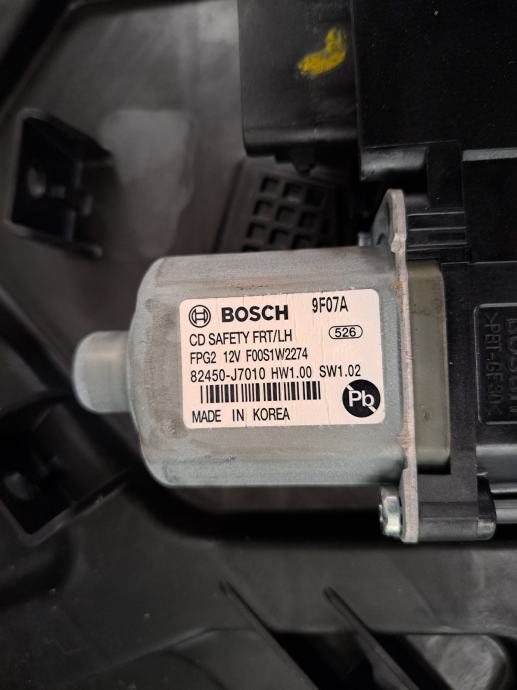 BOSCH 9F07A
CD SAFETY FRT/LH 526
FPG2 12V F00S1W2274
82450-J7010 HW1.00 SW1.02
Pb
MADE IN KOREA